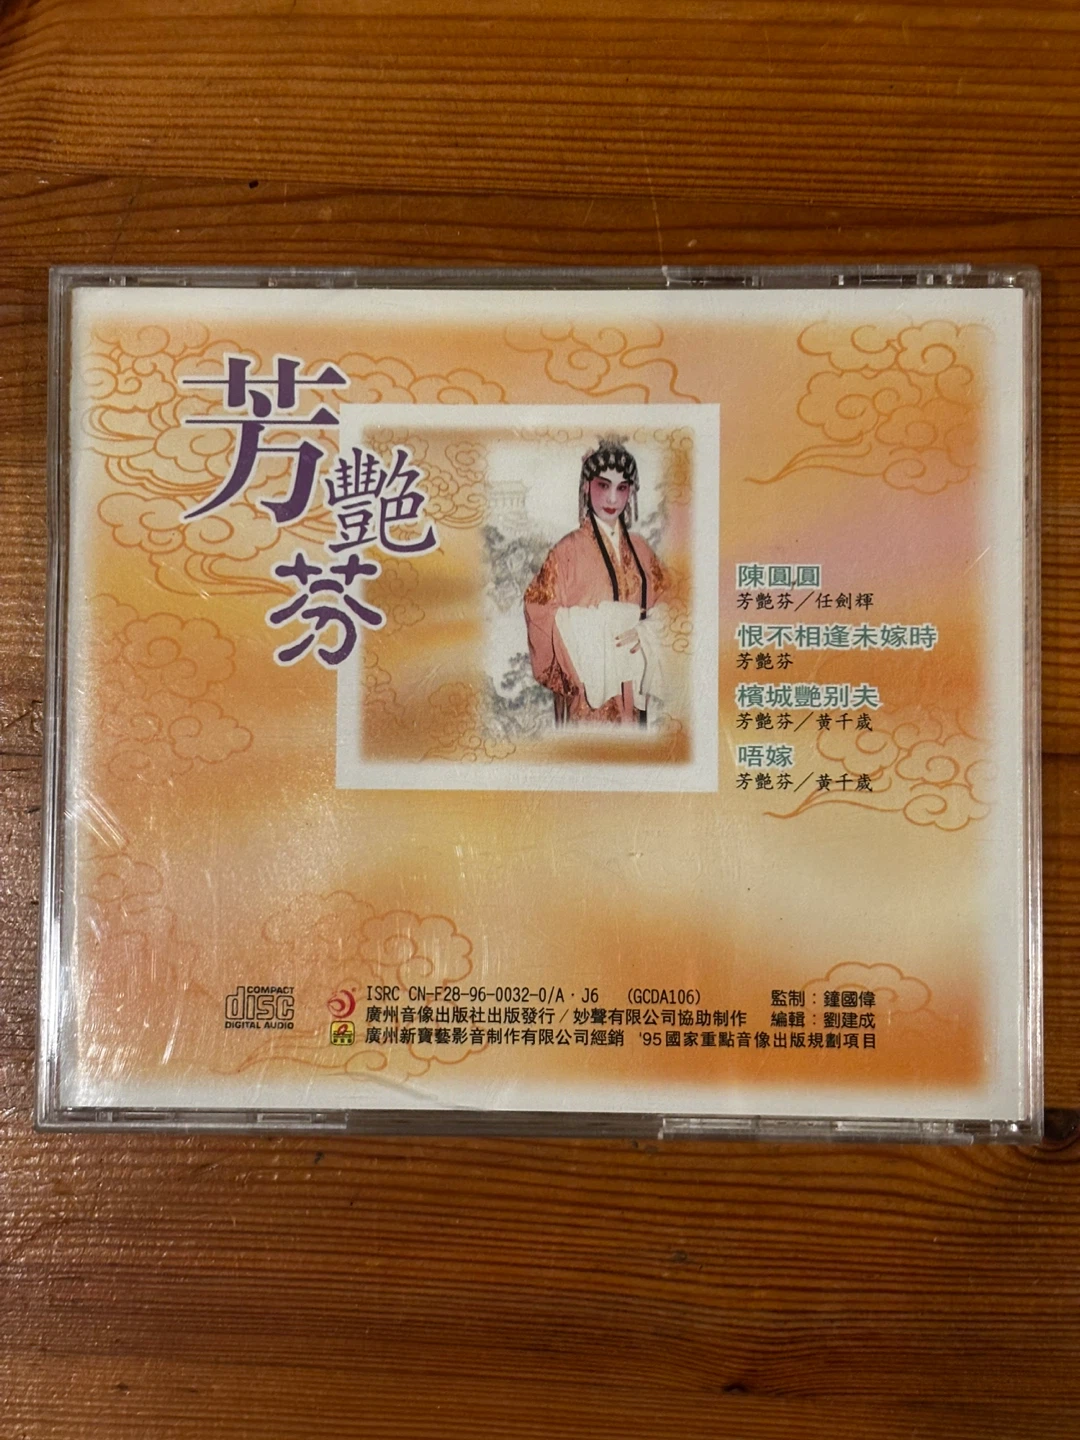 芳艷芬
陳圓圓
芳艷芬／任劍輝
恨不相逢未嫁時
芳艷芬
檳城艷别夫
芳艷芬／黄千歲
唔嫁
芳艷芬／黄千歲
COMPACT
disc
DIGITAL AUDIO
ISRC CN-F28-96-0032-0/A·J6 (GCDA106) 監制：鐘國偉
廣州音像出版社出版發行／妙聲有限公司協助制作 編輯：劉建成
廣州新寶藝影音制作有限公司經銷 '95國家重點音像出版規劃項目